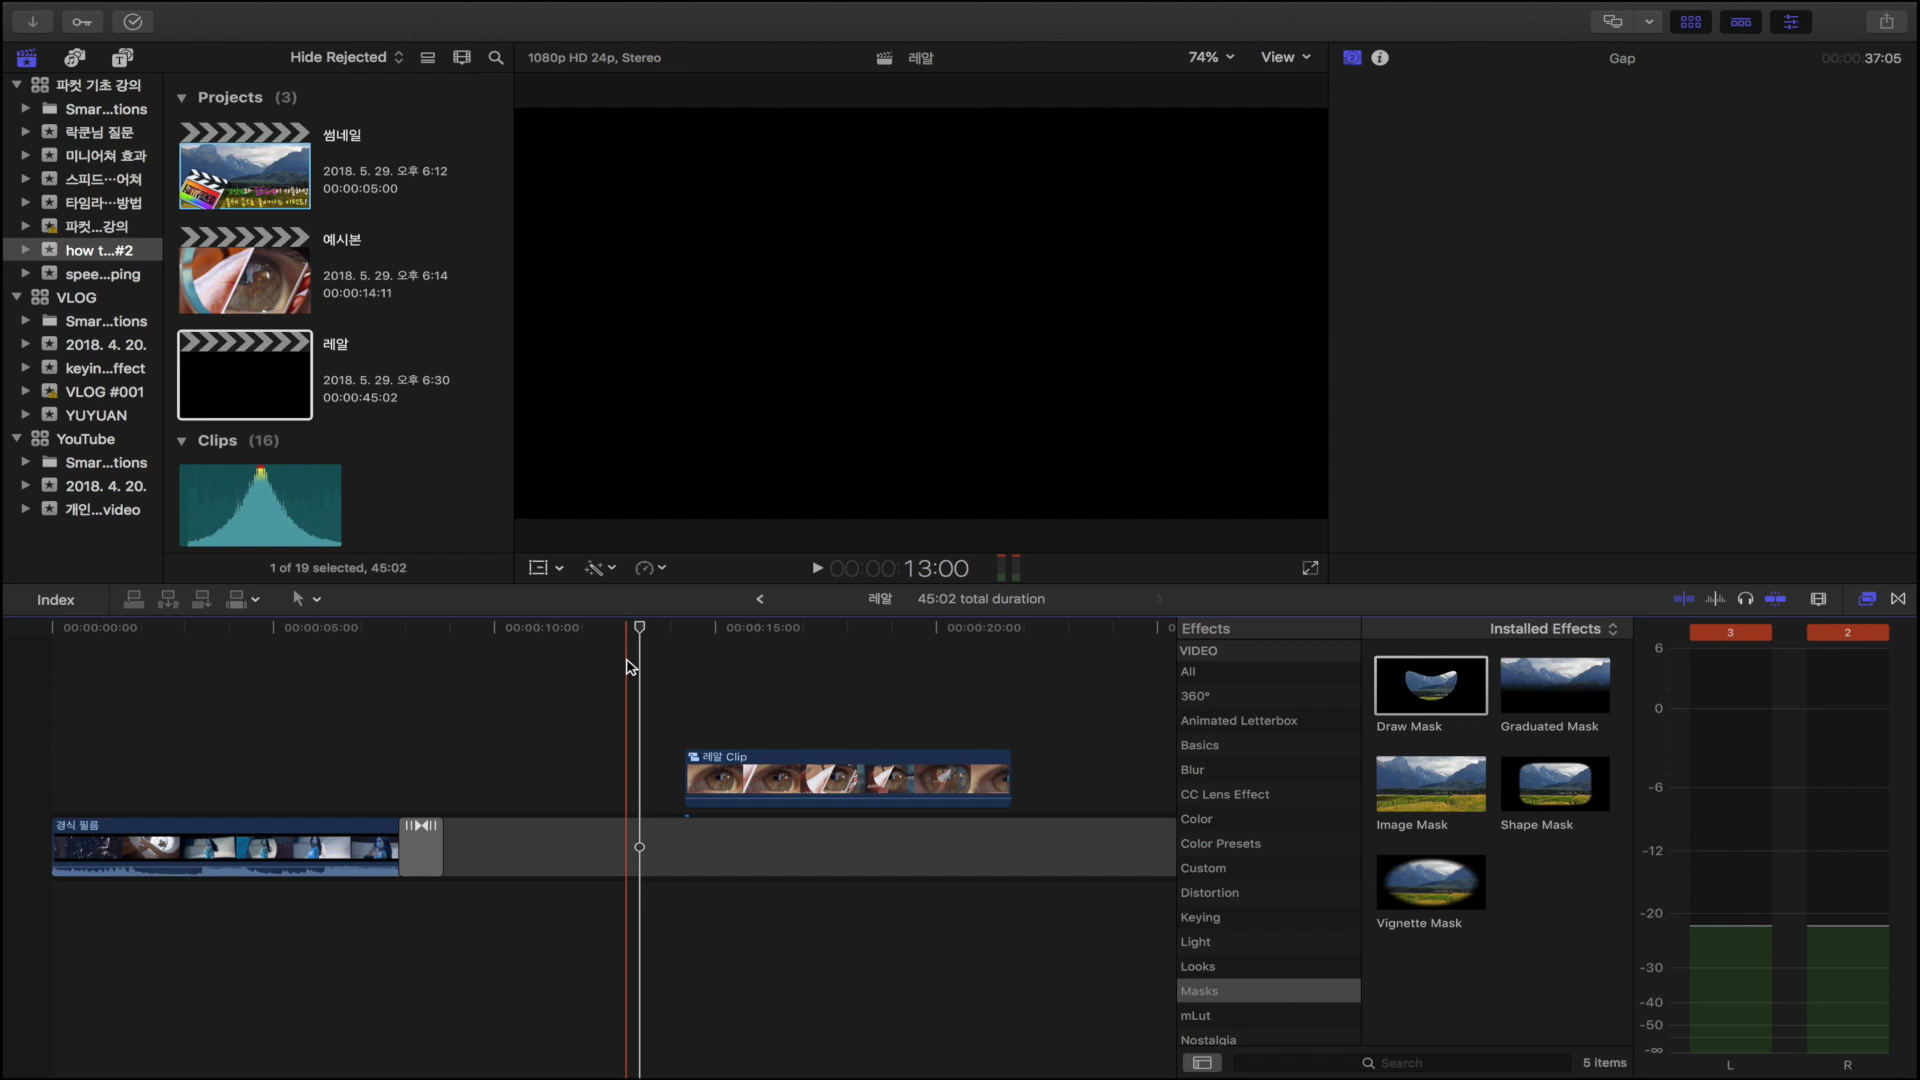 Hide Rejected
1080p HD 24p, Stereo
레알
74%
View
Gap
00:00:37:05
파컷 기초 강의
Smar...tions
락쿤님 질문
미니어쳐 효과
스피드…어쳐
타임라…방법
파컷...강의
how t...#2
spee...ping
VLOG
Smar...tions
2018. 4. 20.
keyin...ffect
VLOG #001
YUYUAN
YouTube
Smar...tions
2018. 4. 20.
개인...video
Projects (3)
썸네일
2018. 5. 29. 오후 6:12
00:00:05:00
예시본
2018. 5. 29. 오후 6:14
00:00:14:11
레알
2018. 5. 29. 오후 6:30
00:00:45:02
Clips (16)
1 of 19 selected, 45:02
00:00:13:00
Index
레알
45:02 total duration
00:00:00:00
00:00:05:00
00:00:10:00
00:00:15:00
00:00:20:00
0
레알 Clip
경식 필름
Effects
Installed Effects
VIDEO
All
360°
Animated Letterbox
Basics
Blur
CC Lens Effect
Color
Color Presets
Custom
Distortion
Keying
Light
Looks
Masks
mLut
Nostalgia
Draw Mask
Graduated Mask
Image Mask
Shape Mask
Vignette Mask
Search
5 items
3
2
6
0
-6
-12
-20
-30
-40
-50
-∞
L
R